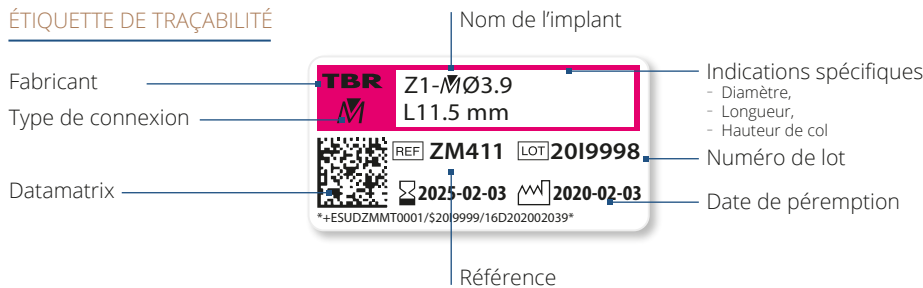 ÉTIQUETTE DE TRAÇABILITÉ
Nom de l'implant
Fabricant
Type de connexion
Datamatrix
TBR
M
Z1-MØ3.9
L11.5 mm
REF ZM411 LOT 20I9998
2025-02-03 2020-02-03
*+ESUDZMMT0001/$20I9999/16D202002039*
Indications spécifiques
- Diamètre,
- Longueur,
- Hauteur de col
Numéro de lot
Date de péremption
Référence